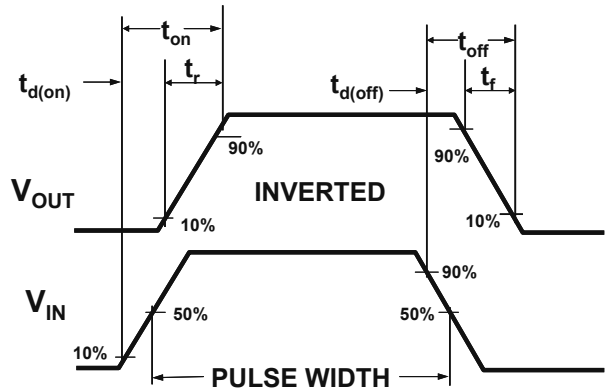 t_on
t_off
t_d(on)
t_r
t_d(off)
t_f
90%
90%
V_OUT
INVERTED
10%
10%
90%
V_IN
50%
50%
10%
PULSE WIDTH